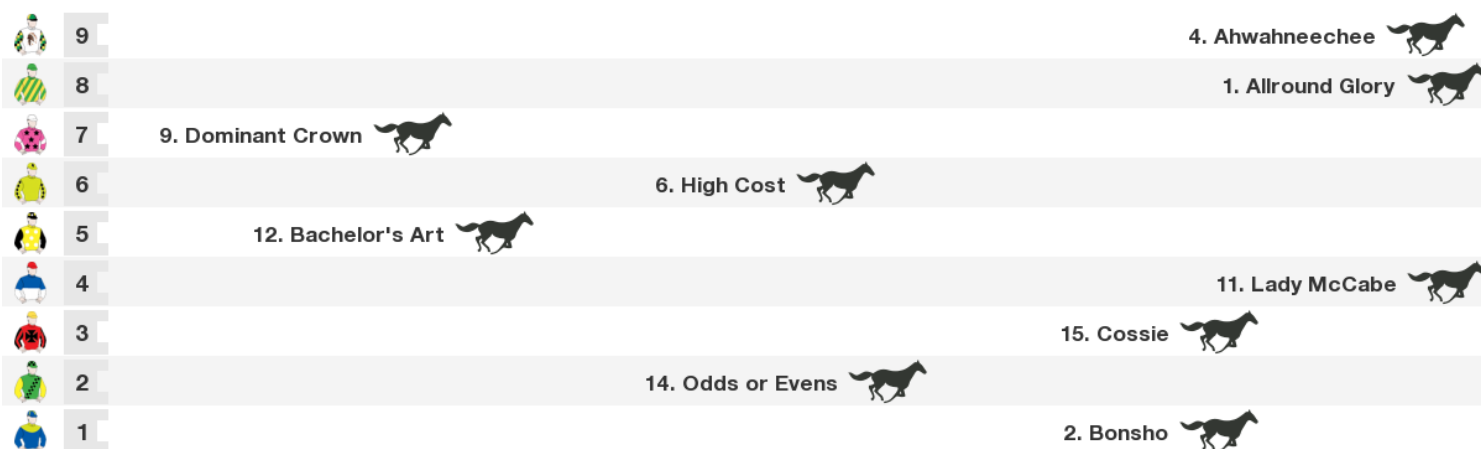 9 4. Ahwahneechee
8 1. Allround Glory
7 9. Dominant Crown
6 6. High Cost
5 12. Bachelor's Art
4 11. Lady McCabe
3 15. Cossie
2 14. Odds or Evens
1 2. Bonsho